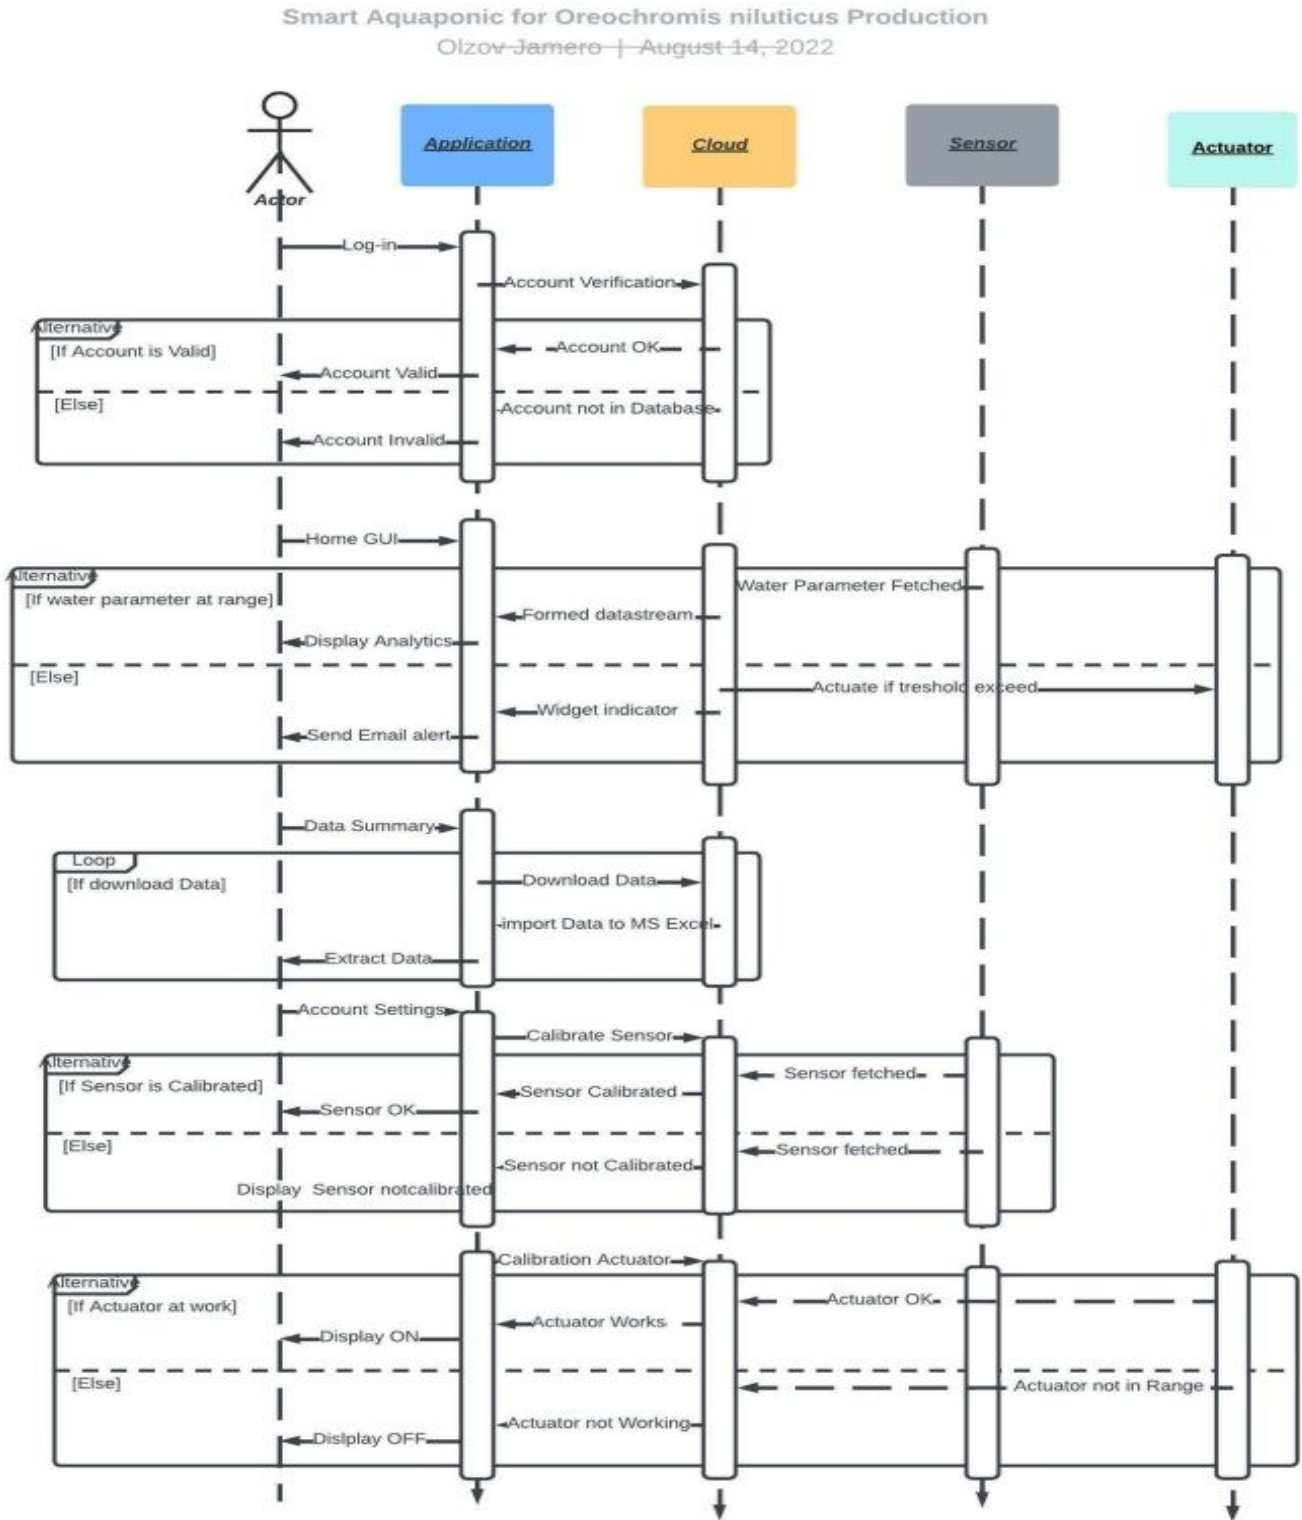 Smart Aquaponic for Oreochromis niluticus Production
Olzov Jamero | August 14, 2022
Actor
Application
Cloud
Sensor
Actuator
Log-in
Account Verification
Alternative
[If Account is Valid]
Account OK
Account Valid
[Else]
Account not in Database
Account Invalid
Home GUI
Alternative
[If water parameter at range]
Water Parameter Fetched
Formed datastream
Display Analytics
[Else]
Actuate if treshold exceed
Widget indicator
Send Email alert
Data Summary
Loop
[If download Data]
Download Data
import Data to MS Excel
Extract Data
Account Settings
Calibrate Sensor
Alternative
[If Sensor is Calibrated]
Sensor fetched
Sensor Calibrated
Sensor OK
[Else]
Sensor fetched
Sensor not Calibrated
Display Sensor notcalibrated
Calibration Actuator
Alternative
[If Actuator at work]
Actuator OK
Actuator Works
Display ON
[Else]
Actuator not in Range
Actuator not Working
Dislplay OFF